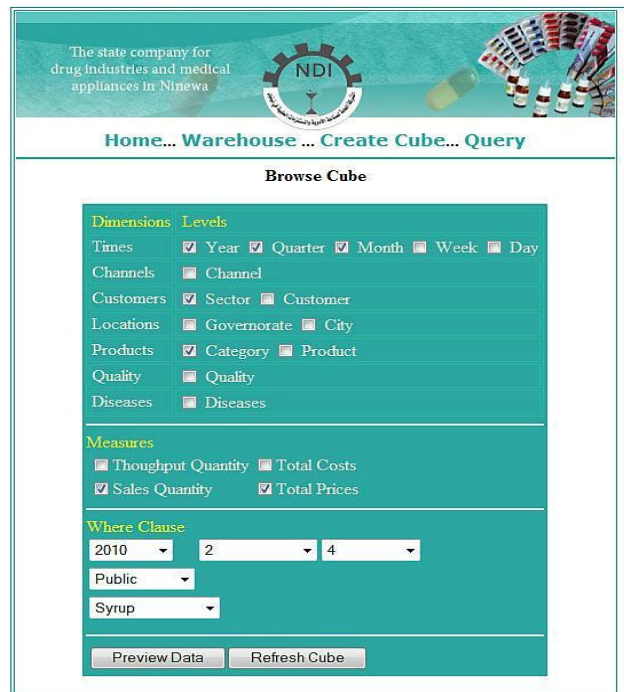 The state company for
drug industries and medical
appliances in Ninewa
NDI
Home... Warehouse ... Create Cube... Query
Browse Cube
Dimensions Levels
Times Year Quarter Month Week Day
Channels Channel
Customers Sector Customer
Locations Governorate City
Products Category Product
Quality Quality
Diseases Diseases
Measures
Thoughput Quantity Total Costs
Sales Quantity Total Prices
Where Clause
2010 2 4
Public
Syrup
Preview Data Refresh Cube